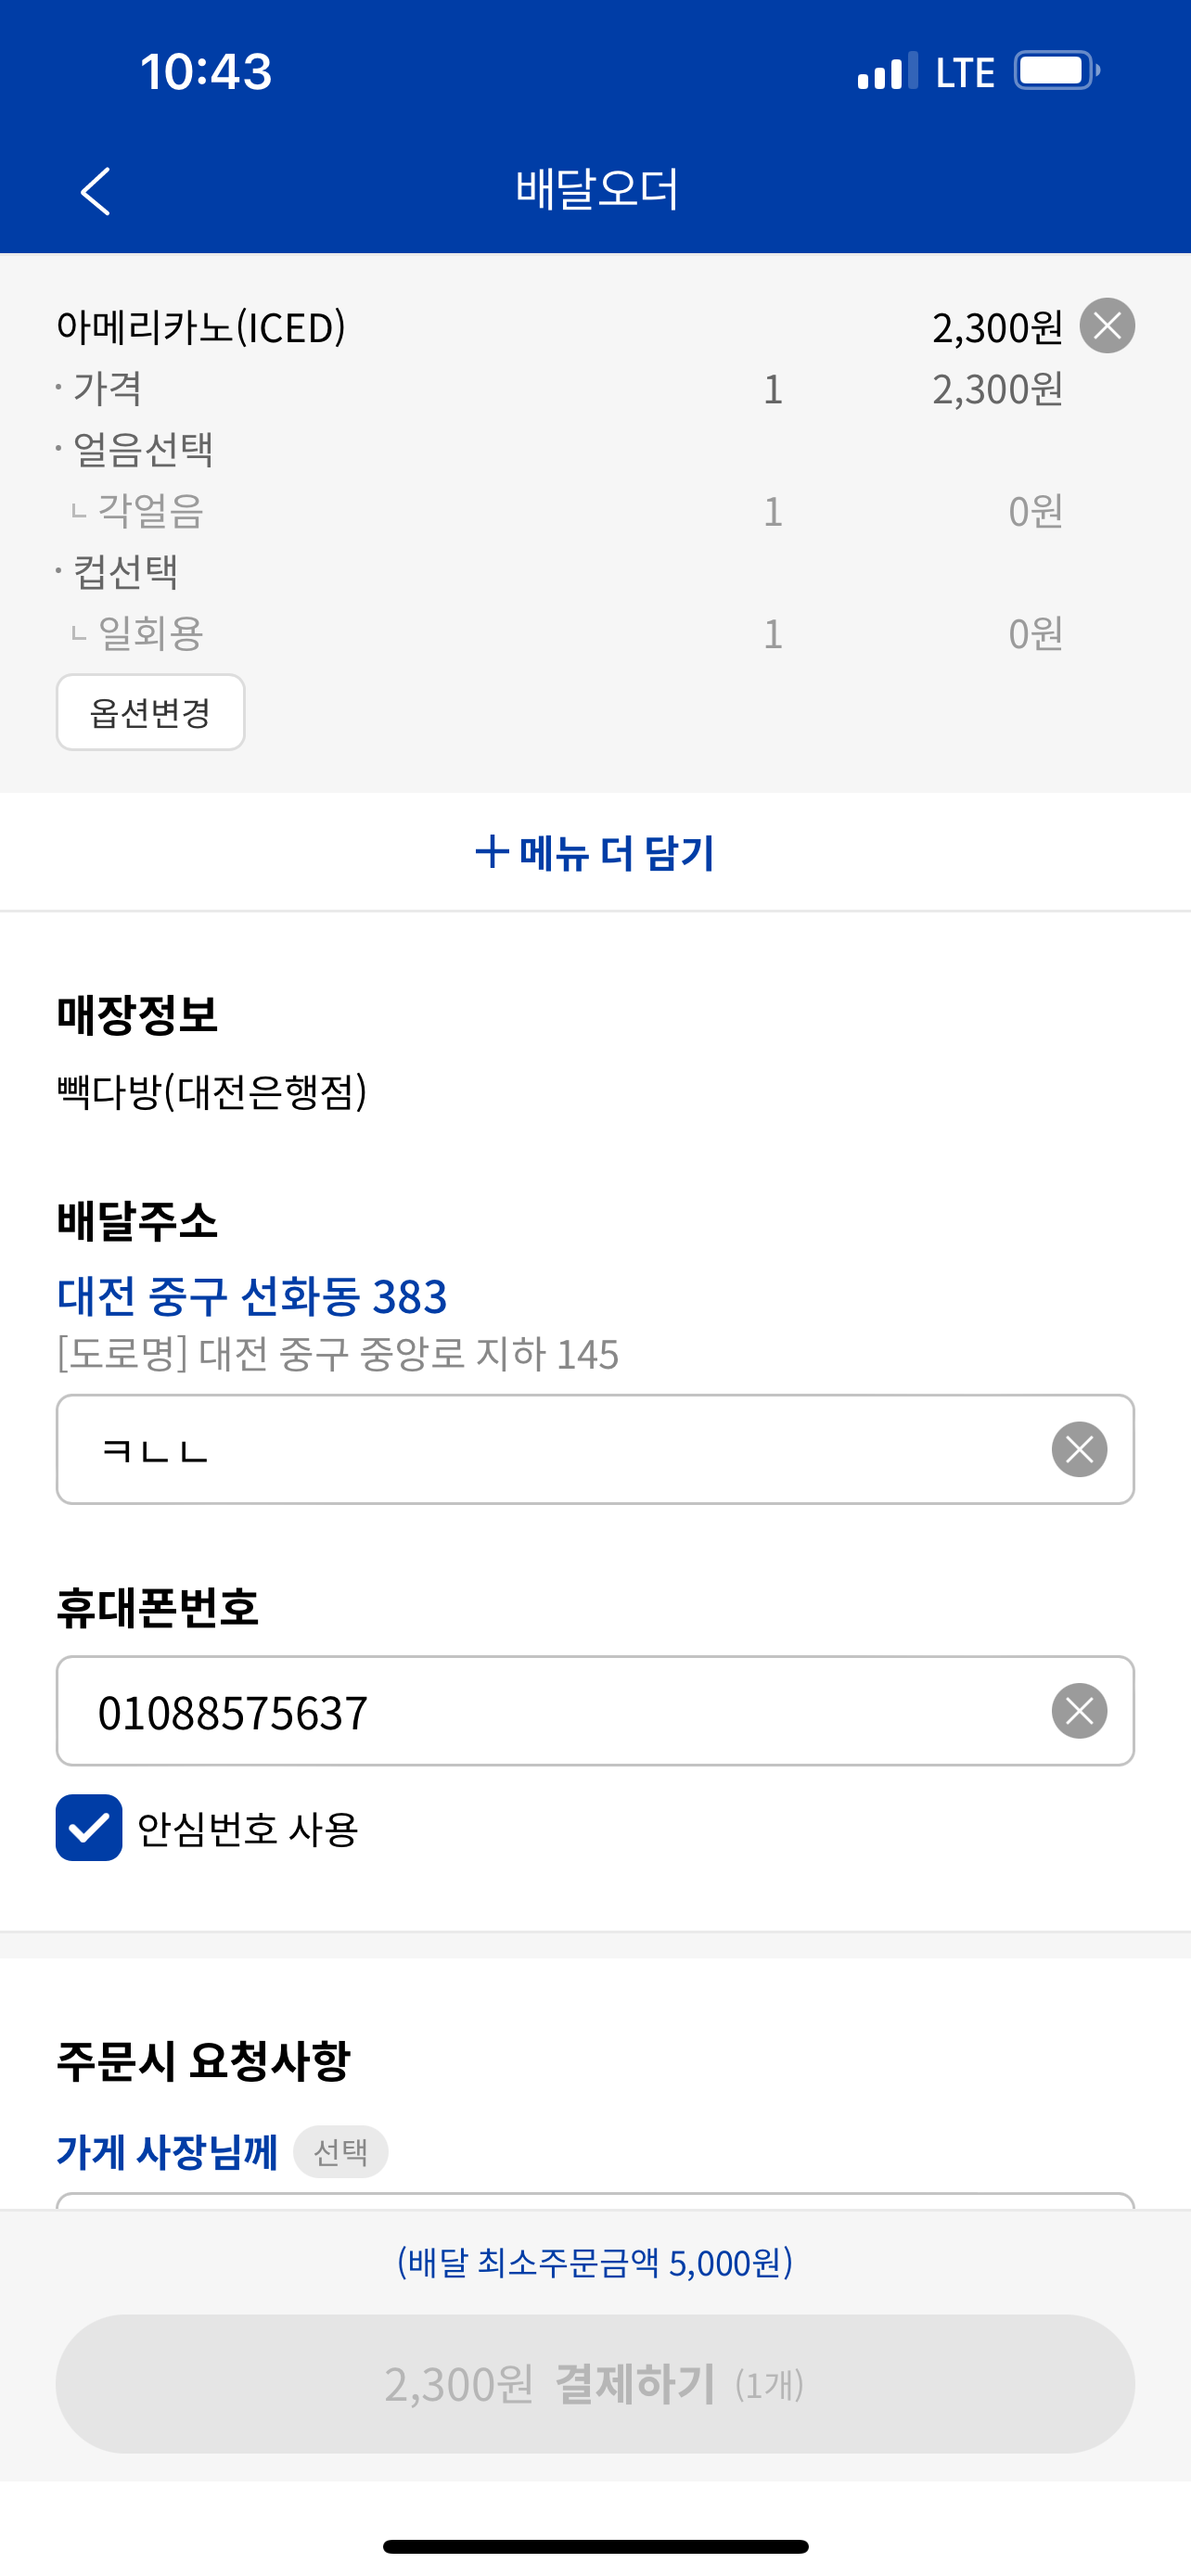 10:43 LTE
배달오더
아메리카노(ICED) 2,300원
· 가격 1 2,300원
· 얼음선택
ㄴ 각얼음 1 0원
· 컵선택
ㄴ 일회용 1 0원
옵션변경
+ 메뉴 더 담기
매장정보
빽다방(대전은행점)
배달주소
대전 중구 선화동 383
[도로명] 대전 중구 중앙로 지하 145
ㅋㄴㄴ
휴대폰번호
01088575637
안심번호 사용
주문시 요청사항
가게 사장님께 선택
(배달 최소주문금액 5,000원)
2,300원 결제하기 (1개)